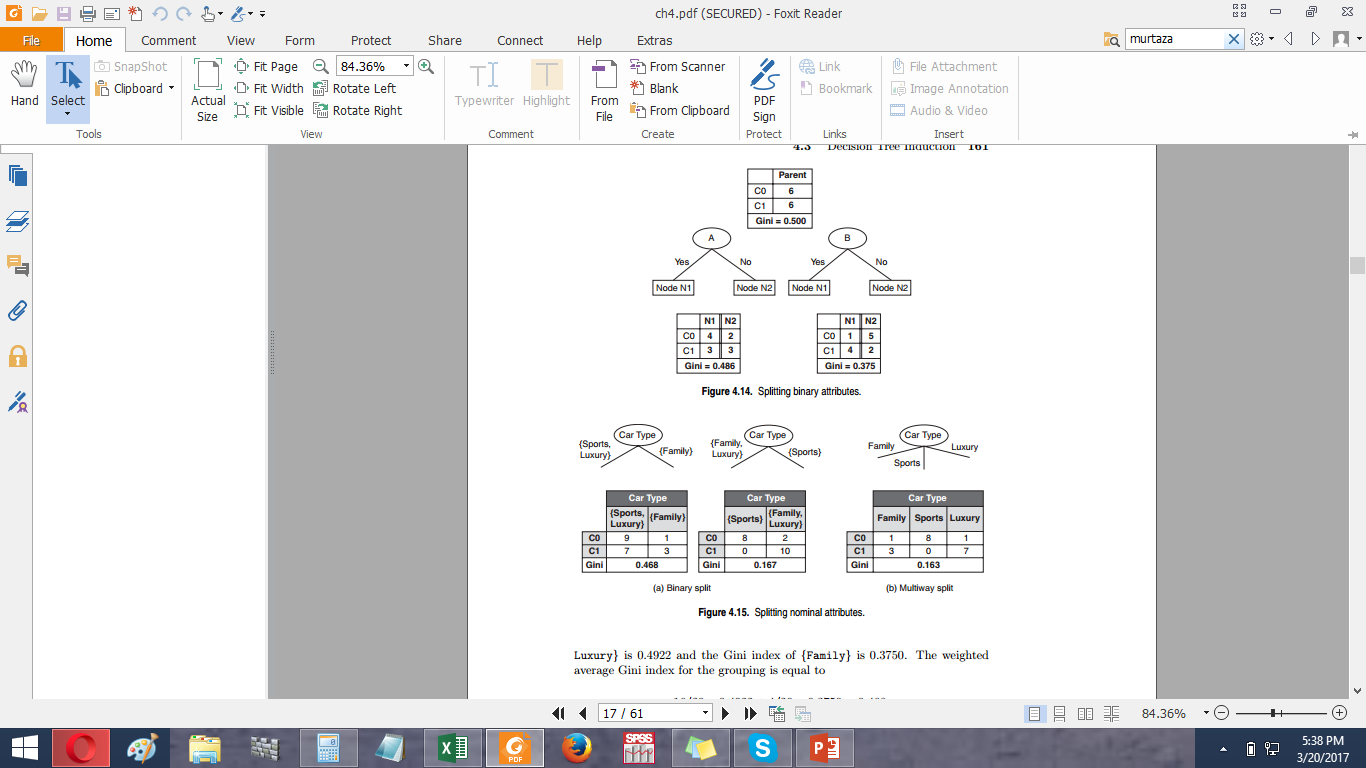 ch4.pdf (SECURED) - Foxit Reader
File Home Comment View Form Protect Share Connect Help Extras
murtaza
Hand
Select
SnapShot
Clipboard
Tools
Actual
Size
Fit Page
Fit Width
Fit Visible
84.36%
Rotate Left
Rotate Right
View
Typewriter
Highlight
Comment
From
File
From Scanner
Blank
From Clipboard
Create
PDF
Sign
Protect
Link
Bookmark
Links
File Attachment
Image Annotation
Audio & Video
Insert
4.3 Decision Tree Induction 161
Parent
C0 6
C1 6
Gini = 0.500
A
Yes No
Node N1 Node N2
B
Yes No
Node N1 Node N2
N1 N2
C0 4 2
C1 3 3
Gini = 0.486
N1 N2
C0 1 5
C1 4 2
Gini = 0.375
Figure 4.14. Splitting binary attributes.
Car Type
{Sports,
Luxury}
{Family}
Car Type
{Family,
Luxury}
{Sports}
Car Type
Family
Sports
Luxury
Car Type
{Sports,
Luxury}
{Family}
C0 9 1
C1 7 3
Gini 0.468
Car Type
{Sports}
{Family,
Luxury}
C0 8 2
C1 0 10
Gini 0.167
Car Type
Family Sports Luxury
C0 1 8 1
C1 3 0 7
Gini 0.163
(a) Binary split
(b) Multiway split
Figure 4.15. Splitting nominal attributes.
Luxury} is 0.4922 and the Gini index of {Family} is 0.3750. The weighted
average Gini index for the grouping is equal to
17 / 61
84.36%
PDF
SPSS
5:38 PM
3/20/2017